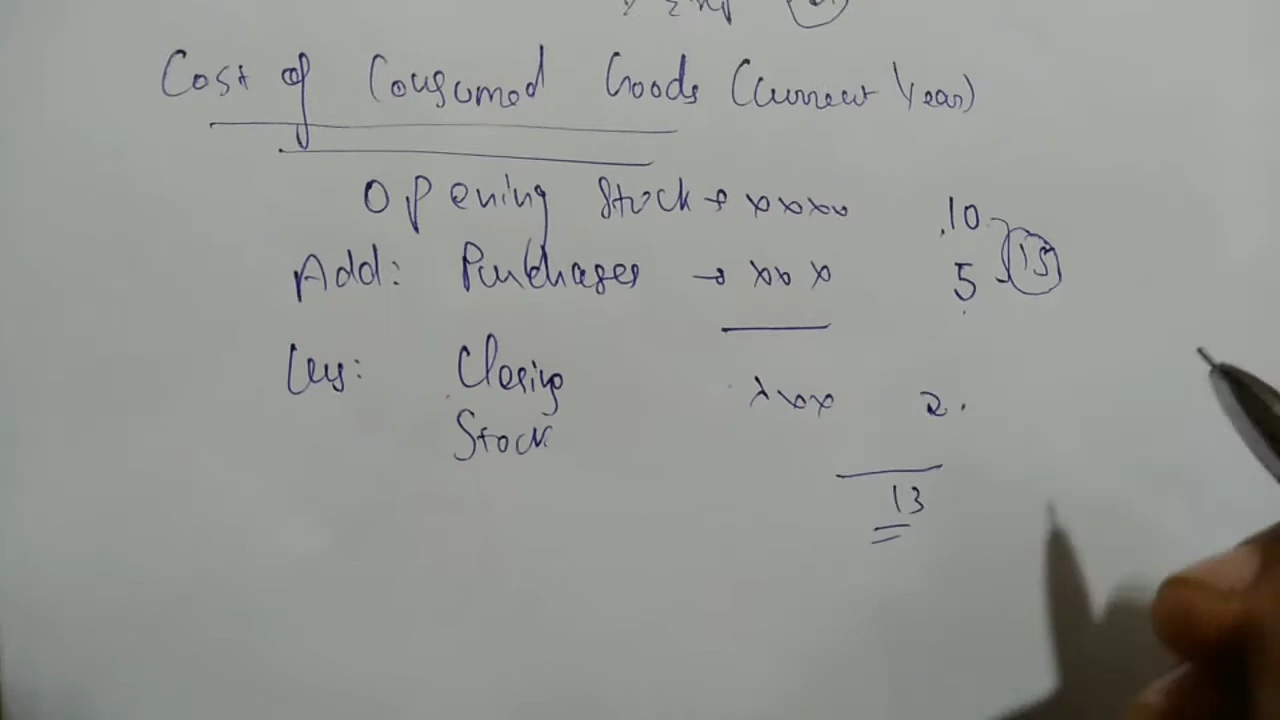 Cost of Consumed Goods (Current Year)
Opening Stock → xxxx 10
Add: Purchases → xxx 5 15
Less: Closing xxx 2.
Stock
13